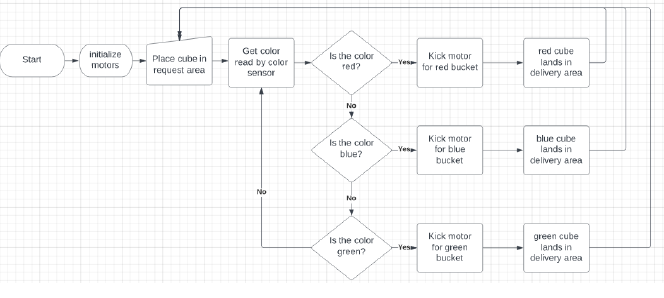 Start
initialize
motors
Place cube in
request area
Get color
read by color
sensor
Is the color
red?
Yes
Kick motor
for red bucket
red cube
lands in
delivery area
No
Is the color
blue?
Yes
Kick motor
for blue
bucket
blue cube
lands in
delivery area
No
No
Is the color
green?
Yes
Kick motor
for green
bucket
green cube
lands in
delivery area